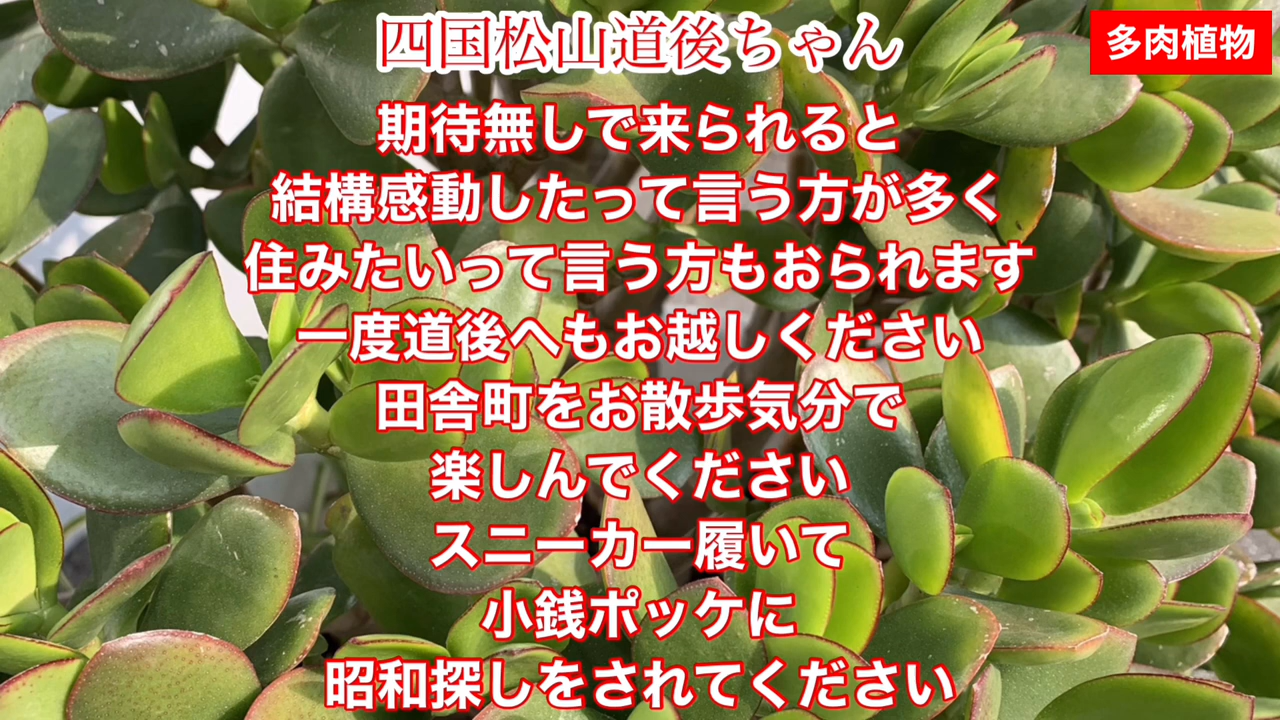 四国松山道後ちゃん
多肉植物
期待無しで来られると
結構感動したって言う方が多く
住みたいって言う方もおられます
一度道後へもお越しください
田舎町をお散歩気分で
楽しんでください
スニーカー履いて
小銭ポッケに
昭和探しをされてください